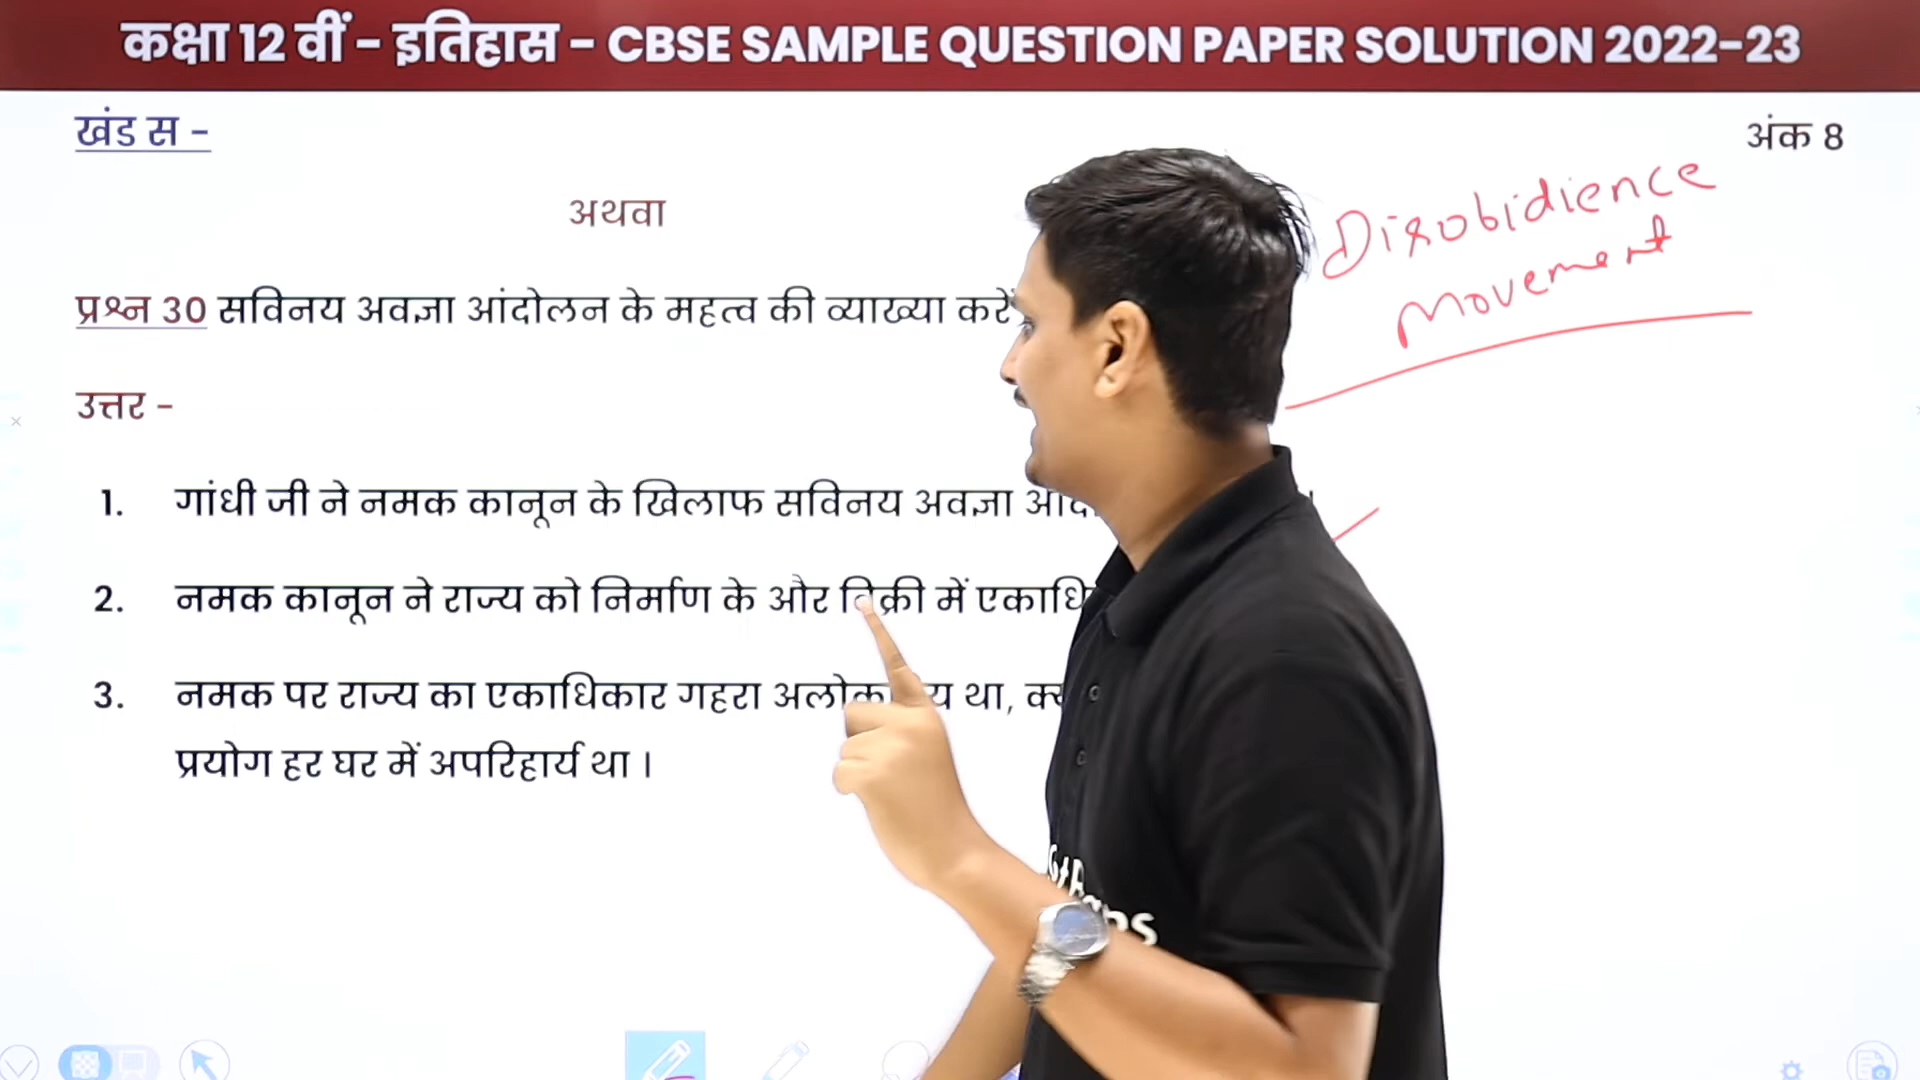 कक्षा 12 वीं - इतिहास - CBSE SAMPLE QUESTION PAPER SOLUTION 2022-23
खंड स -
अंक 8
अथवा
Disobidience
Movement
प्रश्न 30 सविनय अवज्ञा आंदोलन के महत्व की व्याख्या करें
उत्तर -
1. गांधी जी ने नमक कानून के खिलाफ सविनय अवज्ञा
2. नमक कानून ने राज्य को निर्माण के और बिक्री में
3. नमक पर राज्य का एकाधिकार गहरा था,
प्रयोग हर घर में अपरिहार्य था ।